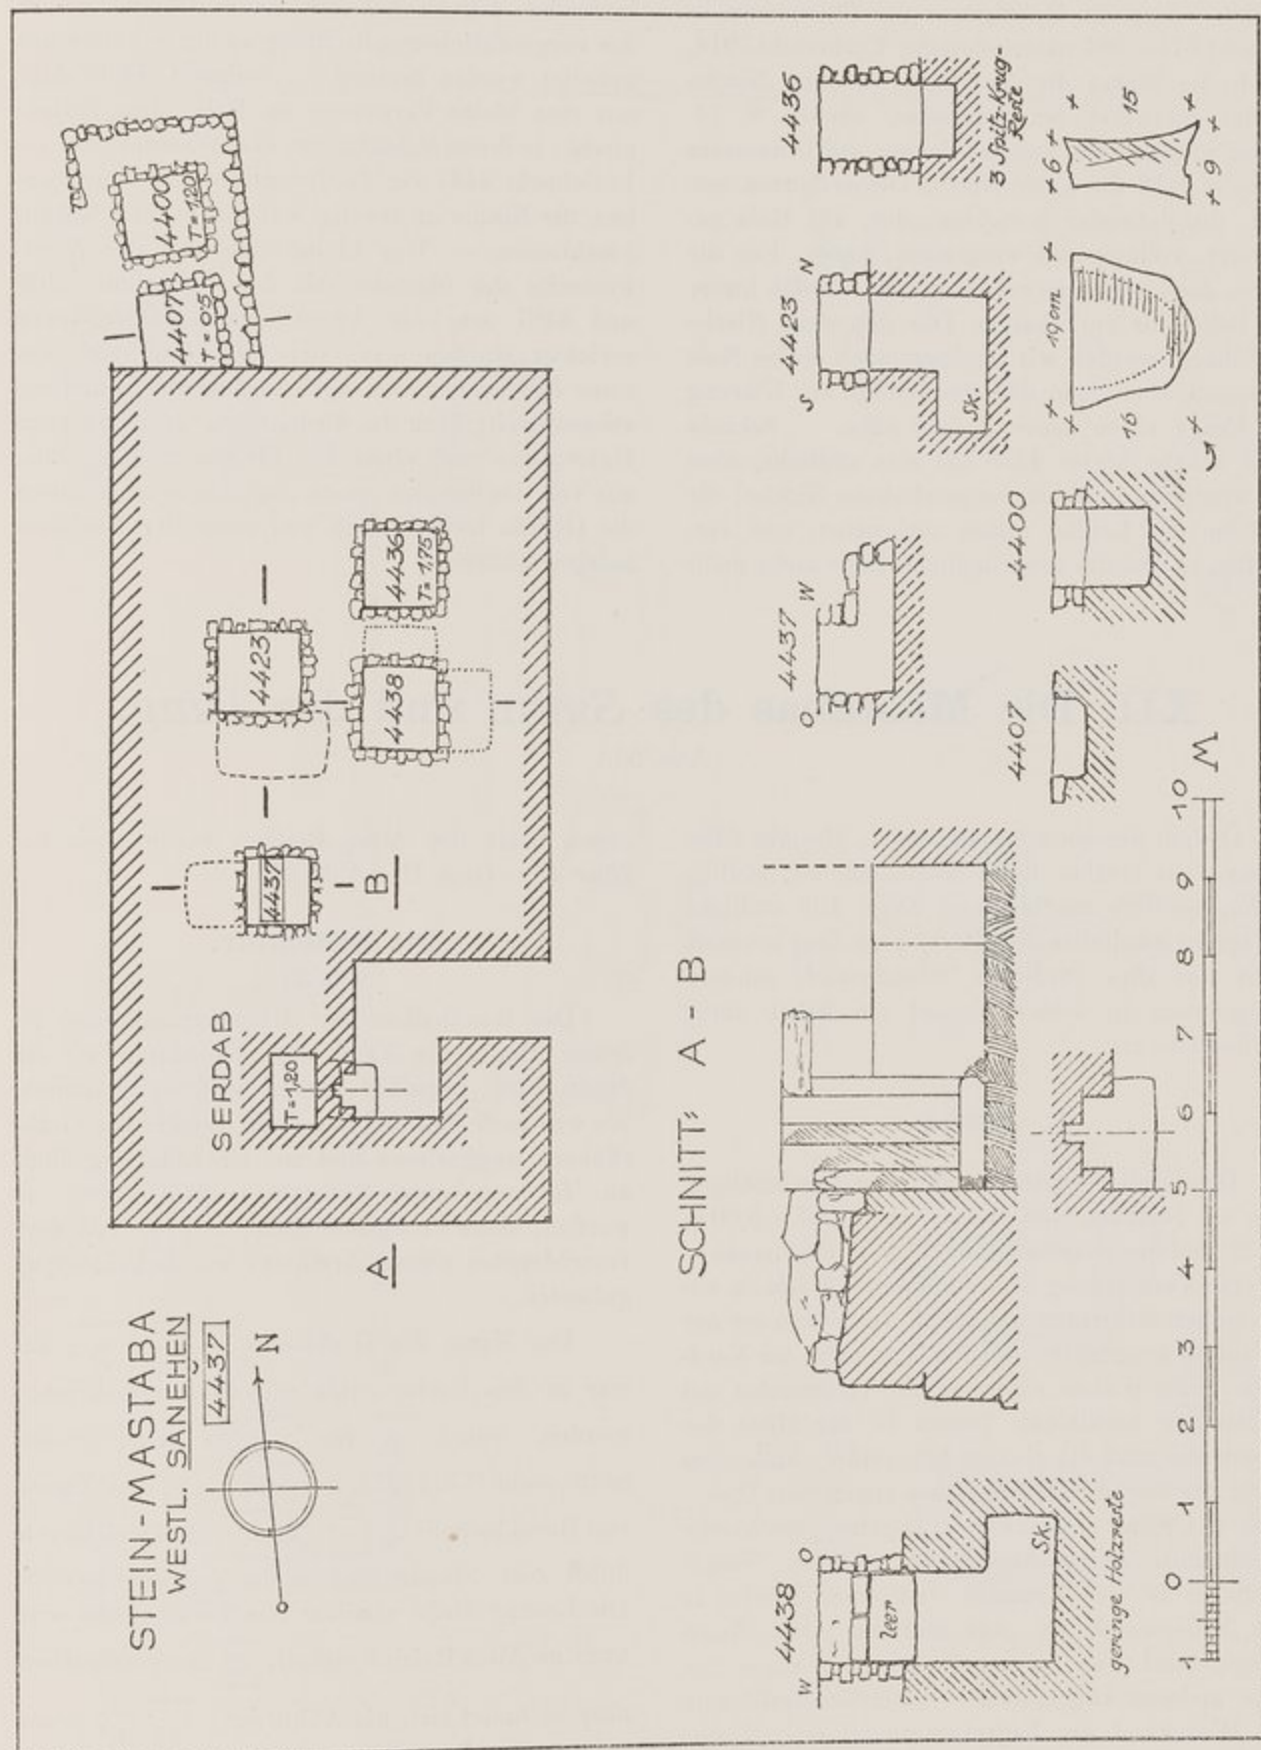 STEIN-MASTABA
WESTL. SANEHEN
4437
N
A
SERDAB
T=1,20
B
4437
4423
4438
4436
T=1,75
4407
T=0,5
4400
T=1,20
SCHNITT: A-B
4438
W
O
leer
Sk.
geringe Holzreste
4437
O
W
4423
S
N
Sk.
4436
3 Spitz-Krug-
Reste
4407
4400
19cm
16
6
15
9
1 0 1 2 3 4 5 6 7 8 9 10 M